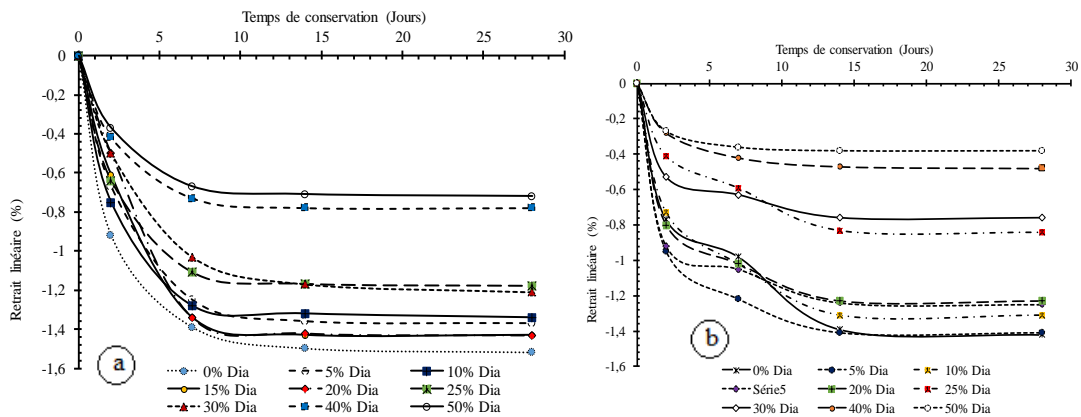 Temps de conservation (Jours)
0 5 10 15 20 25 30
0
-0,2
-0,4
-0,6
-0,8
-1
-1,2
-1,4
-1,6
Retrait linéaire (%)
a
0% Dia 5% Dia 10% Dia
15% Dia 20% Dia 25% Dia
30% Dia 40% Dia 50% Dia
Temps de conservation (Jours)
0 5 10 15 20 25 30
0
-0,2
-0,4
-0,6
-0,8
-1
-1,2
-1,4
-1,6
Retrait linéaire (%)
b
0% Dia 5% Dia 10% Dia
Série5 20% Dia 25% Dia
30% Dia 40% Dia 50% Dia